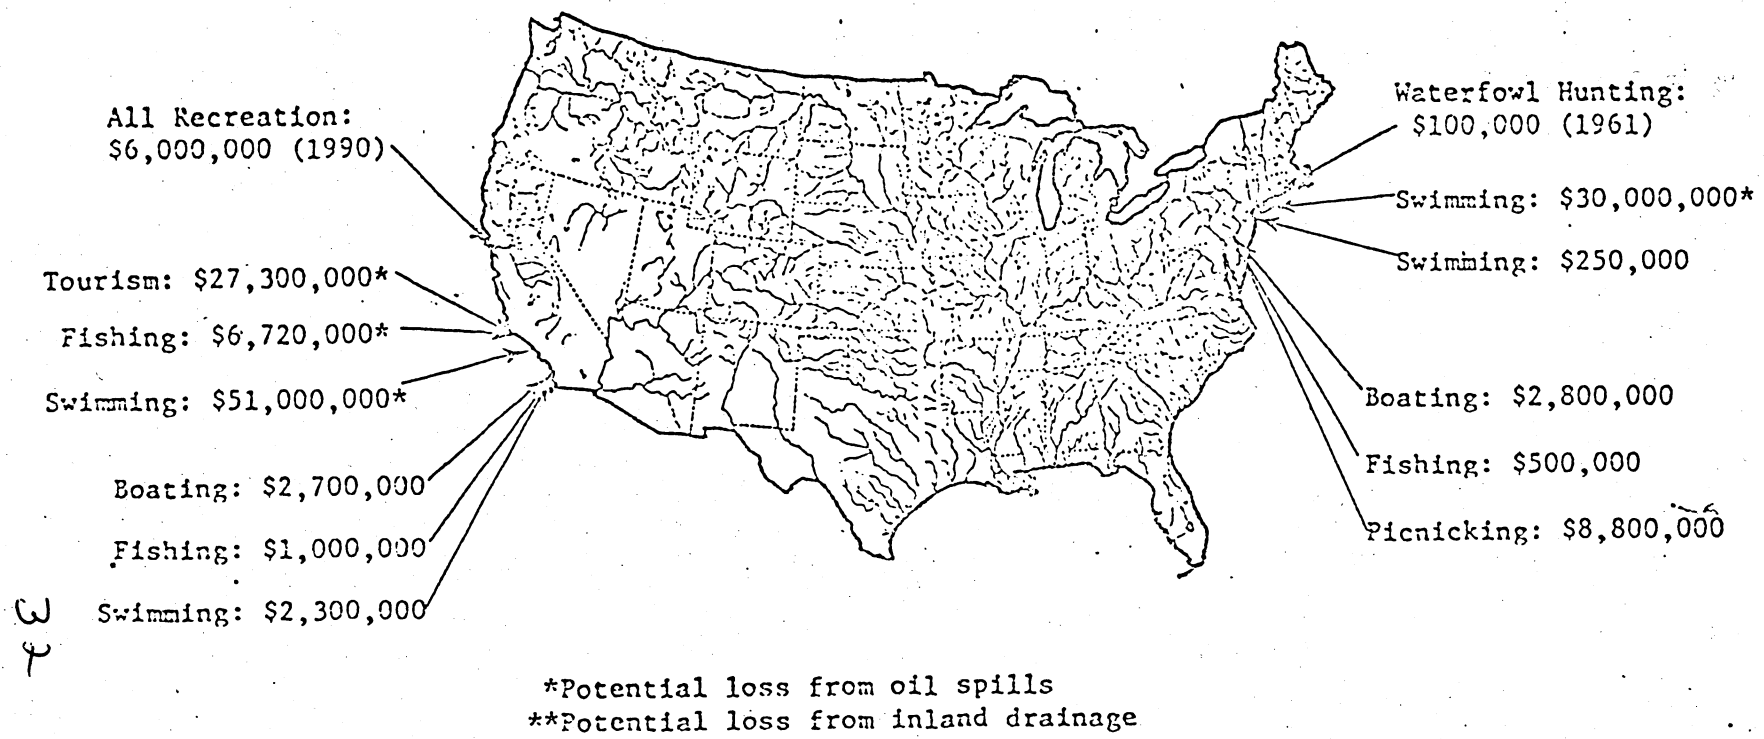 All Recreation:
$6,000,000 (1990)
Tourism: $27,300,000*
Fishing: $6,720,000*
Swimming: $51,000,000*
Boating: $2,700,000
Fishing: $1,000,000
Swimming: $2,300,000
Waterfowl Hunting:
$100,000 (1961)
Swimming: $30,000,000*
Swimming: $250,000
Boating: $2,800,000
Fishing: $500,000
Picnicking: $8,800,000
*Potential loss from oil spills
**Potential loss from inland drainage